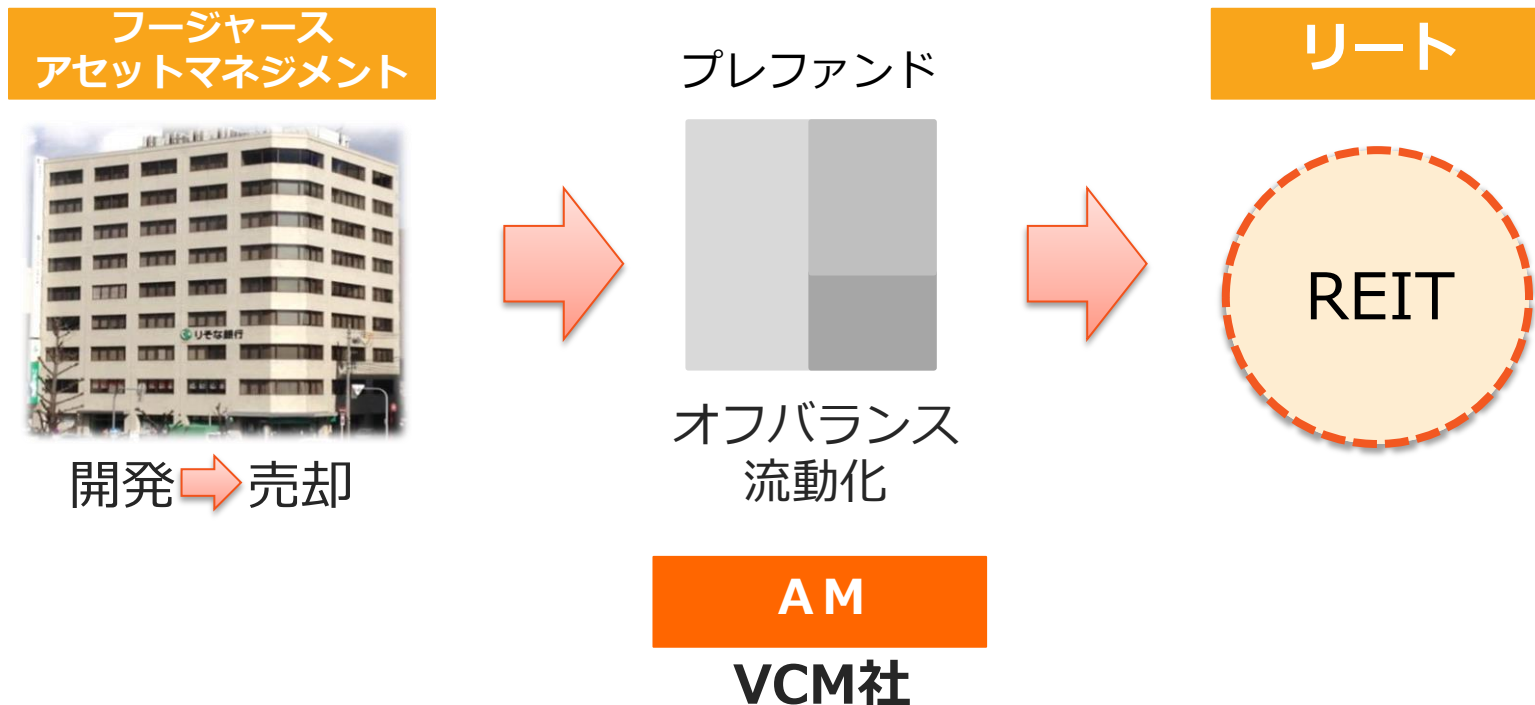 フージャース
アセットマネジメント
りそな銀行
開発
売却
プレファンド
オフバランス
流動化
AM
VCM社
リート
REIT